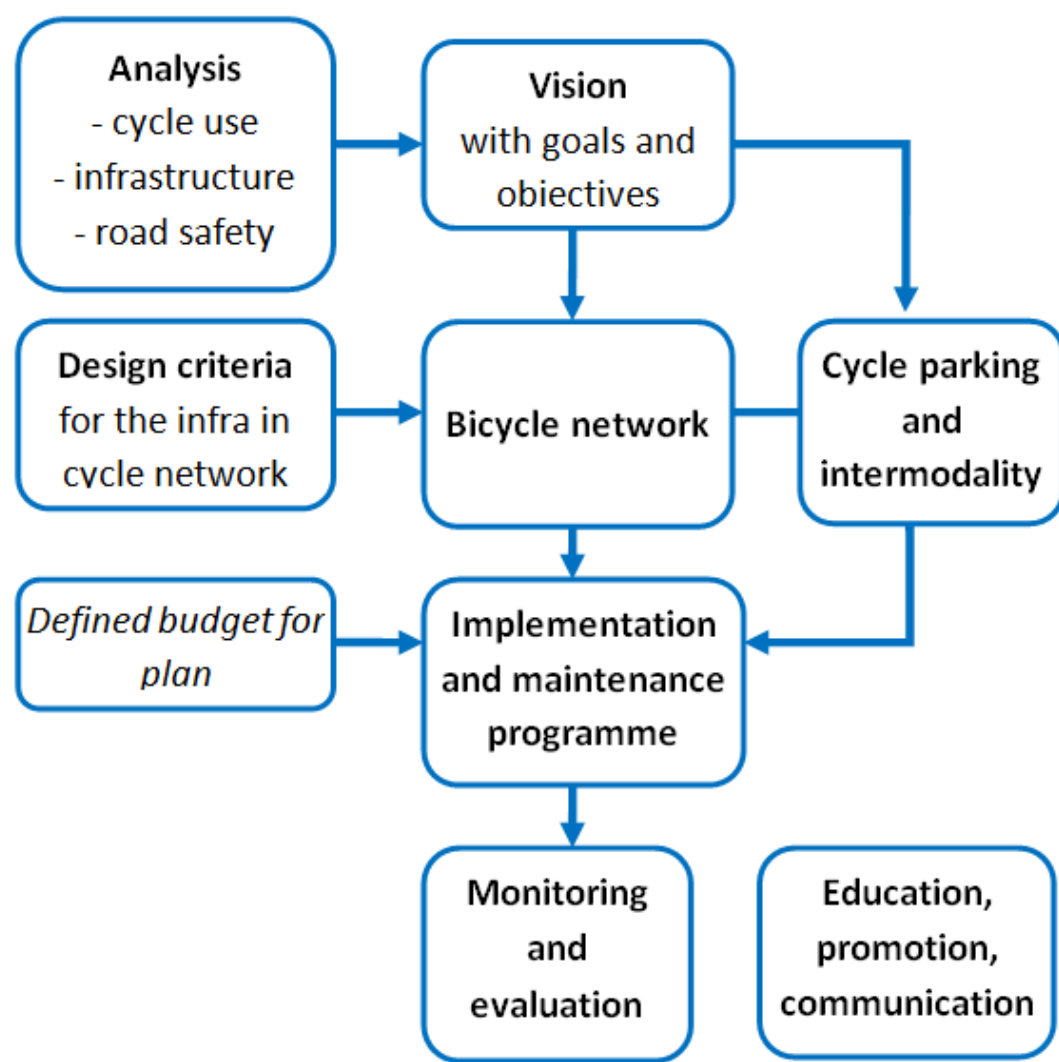 Analysis
- cycle use
- infrastructure
- road safety
Vision
with goals and
obiectives
Design criteria
for the infra in
cycle network
Bicycle network
Cycle parking
and
intermodality
Defined budget for
plan
Implementation
and maintenance
programme
Monitoring
and
evaluation
Education,
promotion,
communication